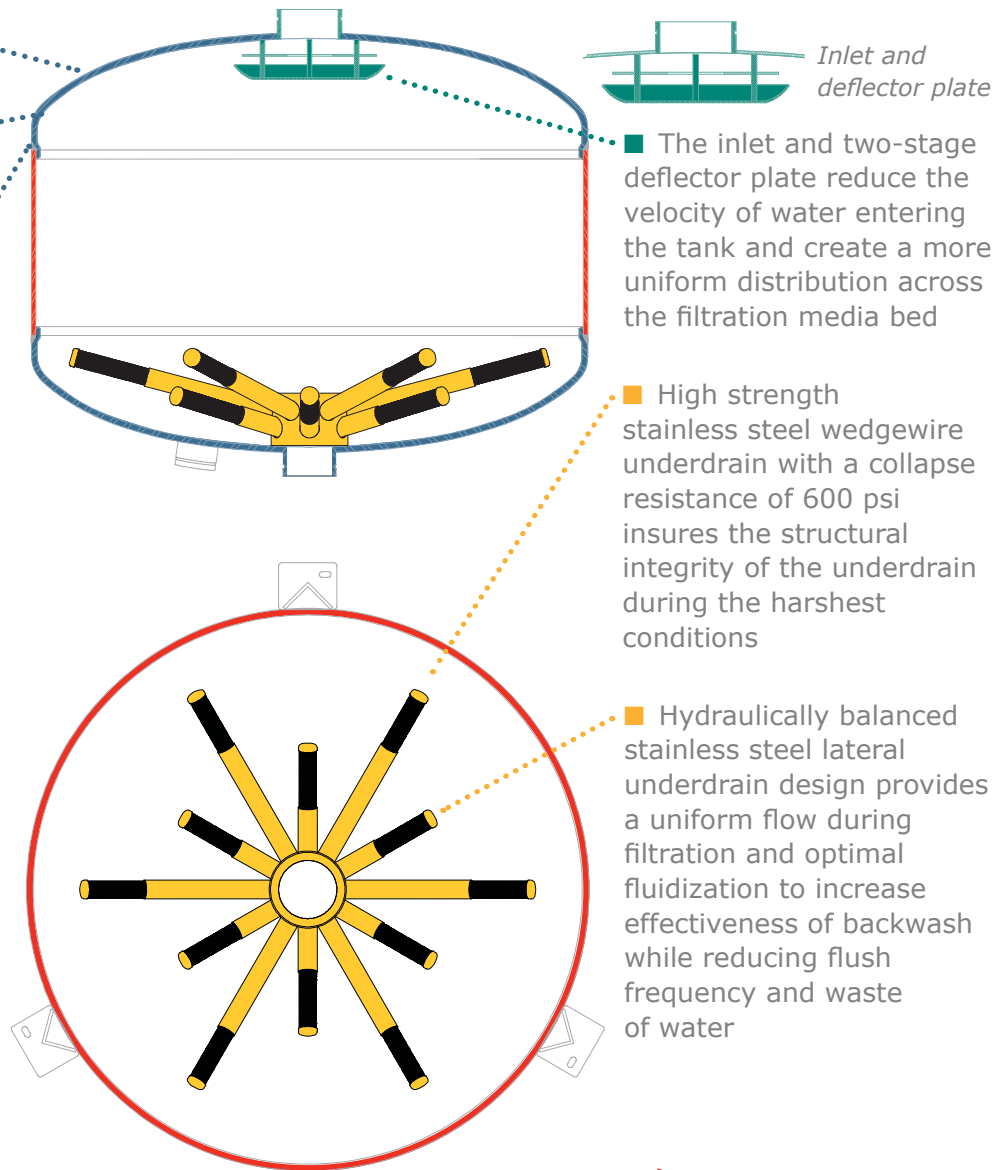 Inlet and
deflector plate
■ The inlet and two-stage
deflector plate reduce the
velocity of water entering
the tank and create a more
uniform distribution across
the filtration media bed
■ High strength
stainless steel wedgewire
underdrain with a collapse
resistance of 600 psi
insures the structural
integrity of the underdrain
during the harshest
conditions
■ Hydraulically balanced
stainless steel lateral
underdrain design provides
a uniform flow during
filtration and optimal
fluidization to increase
effectiveness of backwash
while reducing flush
frequency and waste
of water